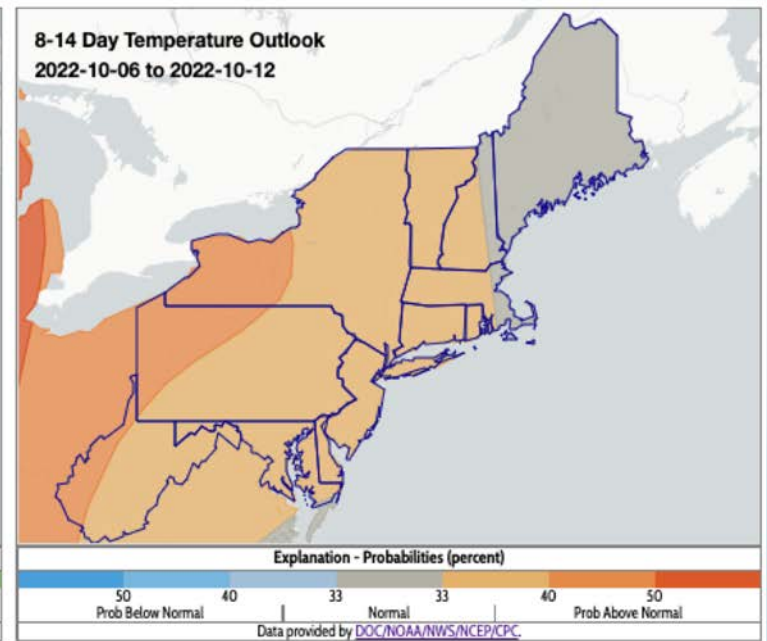 8-14 Day Temperature Outlook
2022-10-06 to 2022-10-12
Explanation - Probabilities (percent)
50 40 33 33 40 50
Prob Below Normal Normal Prob Above Normal
Data provided by DOC/NOAA/NWS/NCEP/CPC.